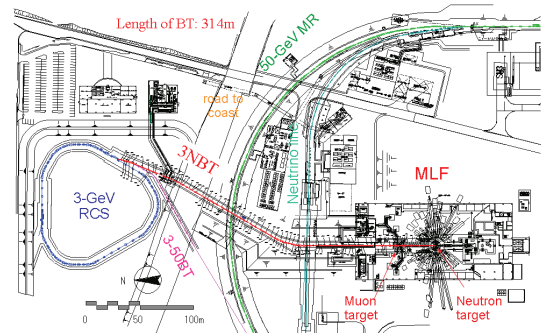 Length of BT: 314m
50-GeV MR
road to
coast
3NBT
Neutrino line
MLF
3-GeV
RCS
3-50BT
N
Muon
target
Neutron
target
0
50
100m